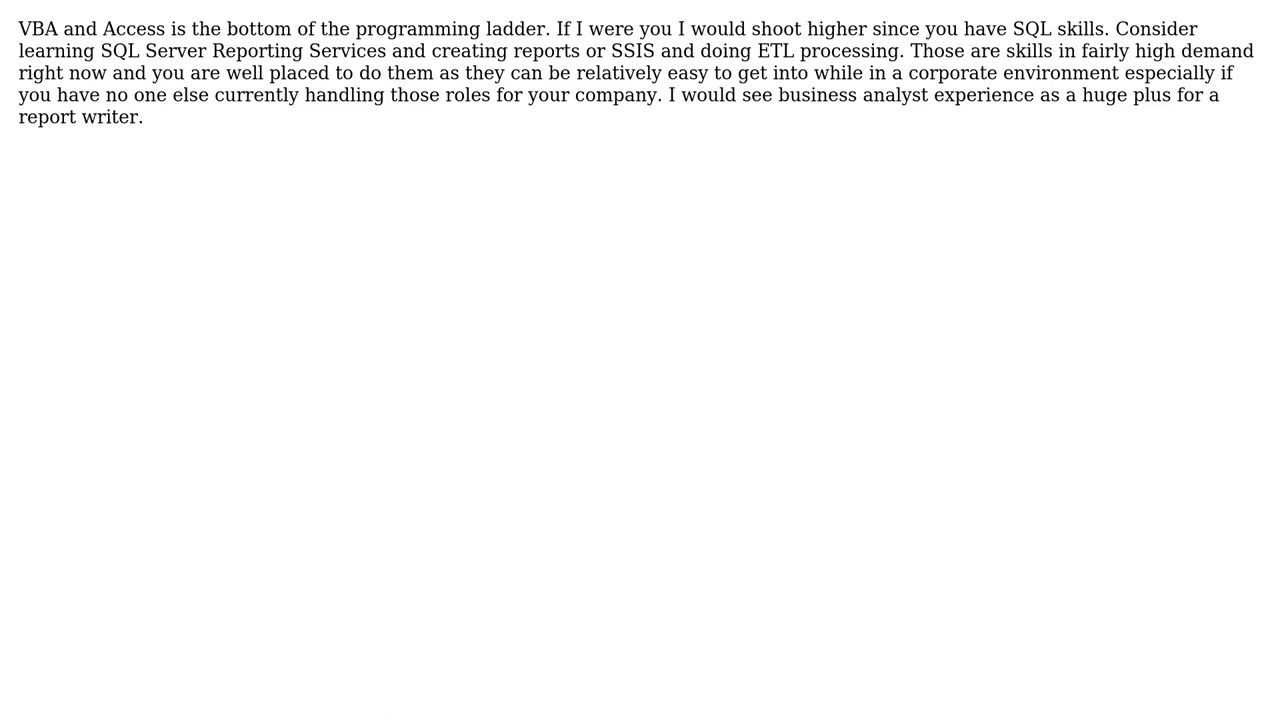 VBA and Access is the bottom of the programming ladder. If I were you I would shoot higher since you have SQL skills. Consider
learning SQL Server Reporting Services and creating reports or SSIS and doing ETL processing. Those are skills in fairly high demand
right now and you are well placed to do them as they can be relatively easy to get into while in a corporate environment especially if
you have no one else currently handling those roles for your company. I would see business analyst experience as a huge plus for a
report writer.